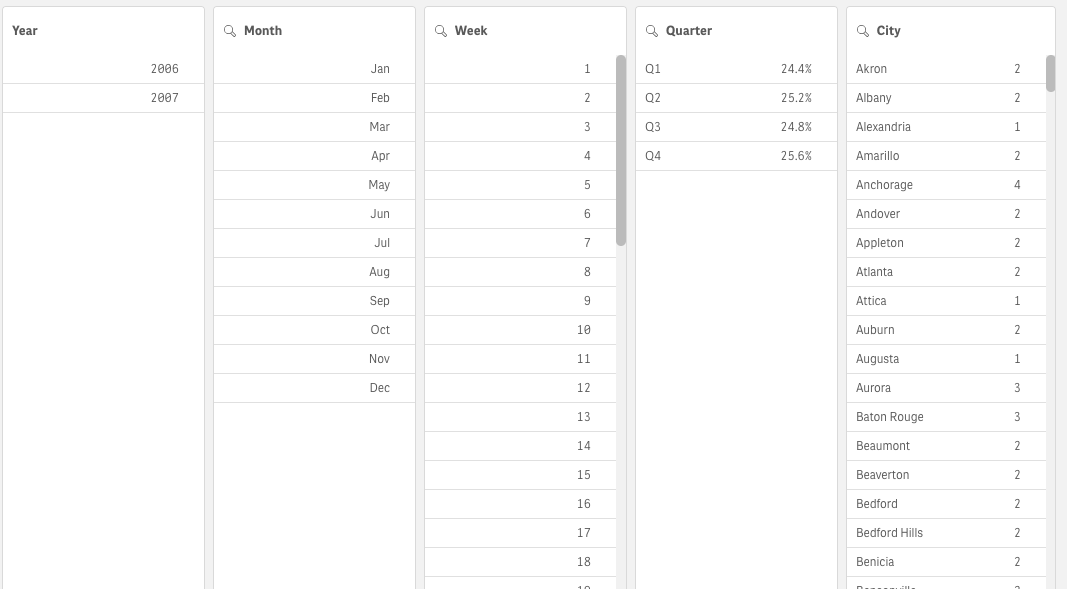 Year
2006
2007
Month
Jan
Feb
Mar
Apr
May
Jun
Jul
Aug
Sep
Oct
Nov
Dec
Week
1
2
3
4
5
6
7
8
9
10
11
12
13
14
15
16
17
18
Quarter
Q1 24.4%
Q2 25.2%
Q3 24.8%
Q4 25.6%
City
Akron 2
Albany 2
Alexandria 1
Amarillo 2
Anchorage 4
Andover 2
Appleton 2
Atlanta 2
Attica 1
Auburn 2
Augusta 1
Aurora 3
Baton Rouge 3
Beaumont 2
Beaverton 2
Bedford 2
Bedford Hills 2
Benicia 2